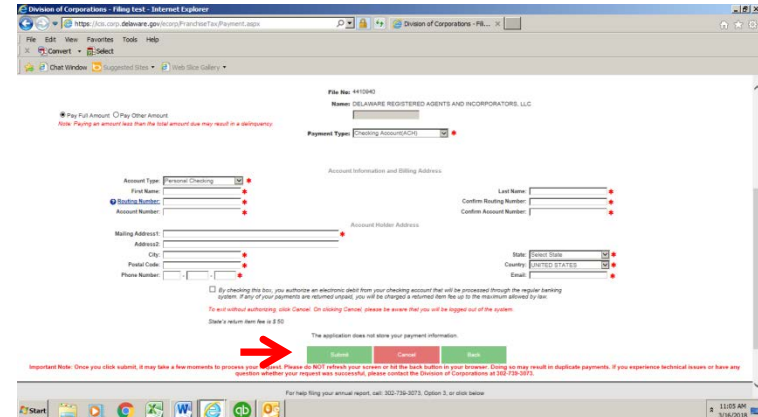 Division of Corporations - Filing test - Internet Explorer
https://icis.corp.delaware.gov/ecorp/FranchiseTax/Payment.aspx
Division of Corporations - Fili... ×
File Edit View Favorites Tools Help
× Convert Select
Chat Window Suggested Sites Web Slice Gallery
File No: 4410940
Name: DELAWARE REGISTERED AGENTS AND INCORPORATORS, LLC
Pay Full Amount Pay Other Amount
Note: Paying an amount less than the total amount due may result in a delinquency.
Payment Type: Checking Account(ACH) *
Account Information and Billing Address
Account Type: Personal Checking *
First Name: * Last Name: *
Routing Number: * Confirm Routing Number: *
Account Number: * Confirm Account Number: *
Account Holder Address
Mailing Address1: *
Address2:
City: * State: Select State *
Postal Code: * Country: UNITED STATES *
Phone Number: - - * Email: *
By checking this box, you authorize an electronic debit from your checking account that will be processed through the regular banking
system. If any of your payments are returned unpaid, you will be charged a returned item fee up to the maximum allowed by law.
To exit without authorizing, click Cancel. On clicking Cancel, please be aware that you will be logged out of the system.
State's return item fee is $ 50
The application does not store your payment information.
Submit Cancel Back
Important Note: Once you click submit, it may take a few moments to process your request. Please do NOT refresh your screen or hit the back button in your browser. Doing so may result in duplicate payments. If you experience technical issues or have any
question whether your request was successful, please contact the Division of Corporations at 302-739-3073.
For help filing your annual report, call: 302-739-3073, Option 3, or click below
Start
11:05 AM
3/16/2018